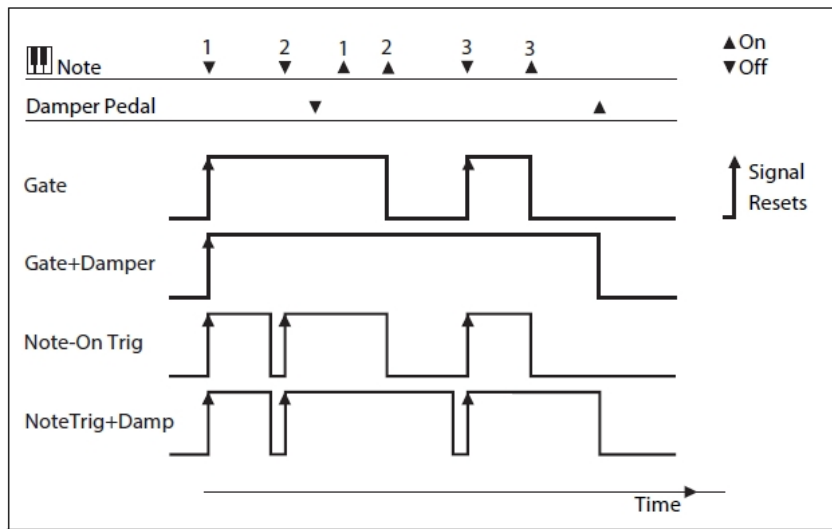 1 2 1 2 3 3
▲On
Note
▼Off
Damper Pedal
Gate
Signal
Resets
Gate+Damper
Note-On Trig
NoteTrig+Damp
Time